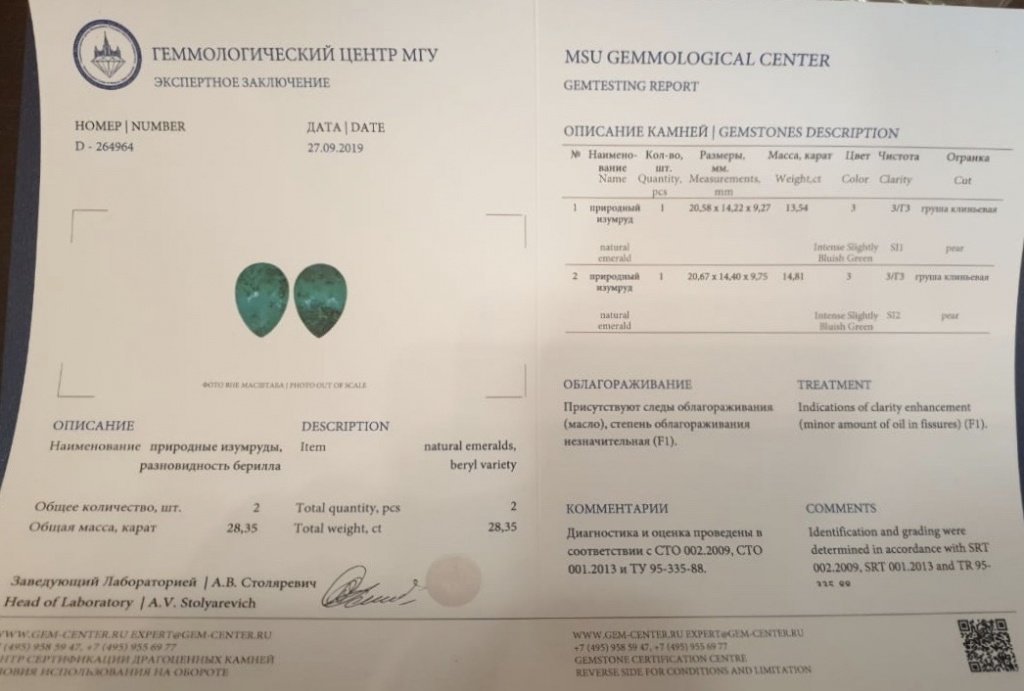 ГЕММОЛОГИЧЕСКИЙ ЦЕНТР МГУ
ЭКСПЕРТНОЕ ЗАКЛЮЧЕНИЕ
НОМЕР | NUMBER
D - 264964
ДАТА | DATE
27.09.2019
ФОТО ВНЕ МАСШТАБА | PHOTO OUT OF SCALE
ОПИСАНИЕ
Наименование природные изумруды,
разновидность берилла
Общее количество, шт. 2
Общая масса, карат 28,35
DESCRIPTION
Item natural emeralds,
beryl variety
Total quantity, pcs 2
Total weight, ct 28,35
Заведующий Лабораторией | А.В. Столяревич
Head of Laboratory | A.V. Stolyarevich
WWW.GEM-CENTER.RU EXPERT@GEM-CENTER.RU
(495) 958 59 47, +7 (495) 955 69 77
НТР СЕРТИФИКАЦИИ ДРАГОЦЕННЫХ КАМНЕЙ
ОВИЯ ИСПОЛЬЗОВАНИЯ НА ОБОРОТЕ
MSU GEMMOLOGICAL CENTER
GEMTESTING REPORT
ОПИСАНИЕ КАМНЕЙ | GEMSTONES DESCRIPTION
№ Наимено- Кол-во, Размеры, Масса, карат Цвет Чистота Огранка
вание шт. мм.
Name Quantity, Measurements, Weight,ct Color Clarity Cut
pcs mm
1 природный 1 20,58 x 14,22 x 9,27 13,54 3 3/Г3 груша клиньевая
изумруд
natural Intense Slightly SI1 pear
emerald Bluish Green
2 природный 1 20,67 x 14,40 x 9,75 14,81 3 3/Г3 груша клиньевая
изумруд
natural Intense Slightly SI2 pear
emerald Bluish Green
ОБЛАГОРАЖИВАНИЕ
Присутствуют следы облагораживания
(масло), степень облагораживания
незначительная (F1).
TREATMENT
Indications of clarity enhancement
(minor amount of oil in fissures) (F1).
КОММЕНТАРИИ
Диагностика и оценка проведены в
соответствии с СТО 002.2009, СТО
001.2013 и ТУ 95-335-88.
COMMENTS
Identification and grading were
determined in accordance with SRT
002.2009, SRT 001.2013 and TR 95-
335 88
WWW.GEM-CENTER.RU EXPERT@GEM-CENTER.RU
+7 (495) 958 59 47, +7 (495) 955 69 77
GEMSTONE CERTIFICATION CENTRE
REVERSE SIDE FOR CONDITIONS AND LIMITATION